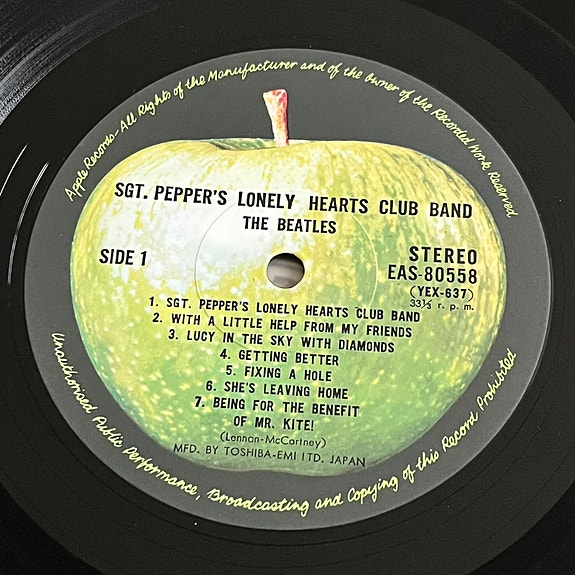 Apple Records-All Rights of the Manufacturer and of the Owner of the Recorded Work Reserved
SGT. PEPPER'S LONELY HEARTS CLUB BAND
THE BEATLES
SIDE 1
STEREO
EAS-80558
(YEX-637)
33⅓ r. p. m.
1. SGT. PEPPER'S LONELY HEARTS CLUB BAND
2. WITH A LITTLE HELP FROM MY FRIENDS
3. LUCY IN THE SKY WITH DIAMONDS
4. GETTING BETTER
5. FIXING A HOLE
6. SHE'S LEAVING HOME
7. BEING FOR THE BENEFIT
OF MR. KITE!
(Lennon-McCartney)
MFD. BY TOSHIBA-EMI LTD. JAPAN
Unauthorised Public Performance, Broadcasting and Copying of this Record Prohibited